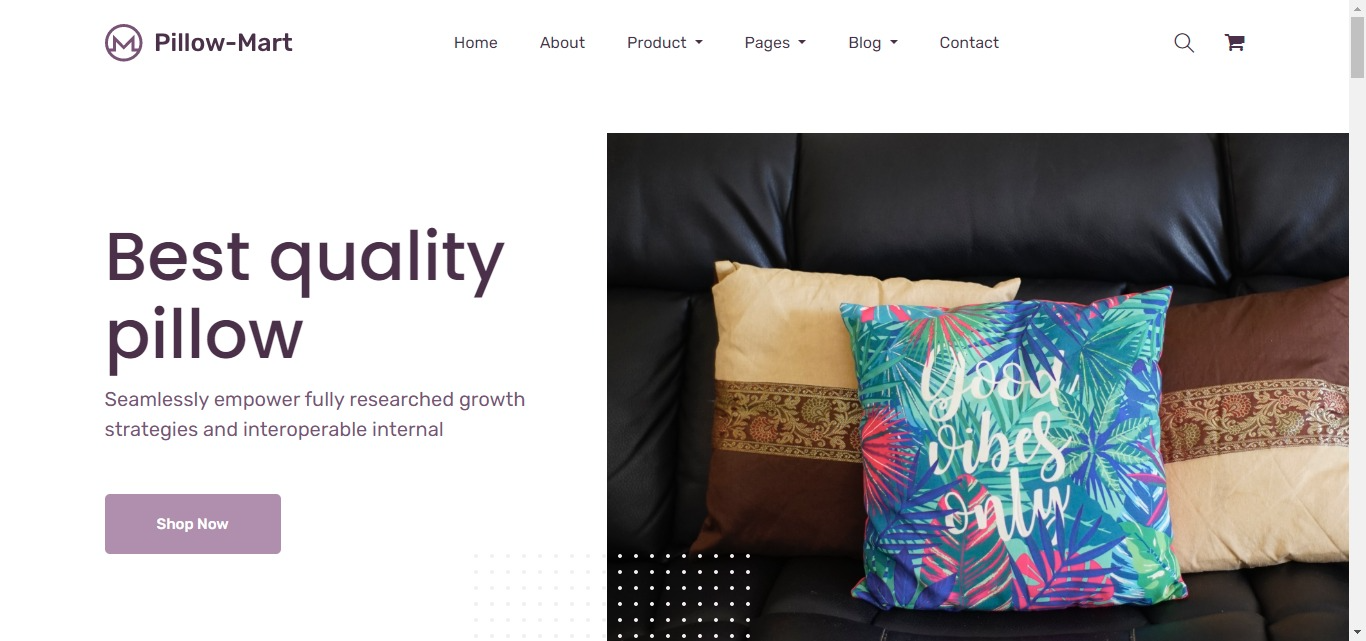 Pillow-Mart
Home
About
Product
Pages
Blog
Contact
Best quality
pillow
Seamlessly empower fully researched growth
strategies and interoperable internal
Shop Now
Good
vibes
only